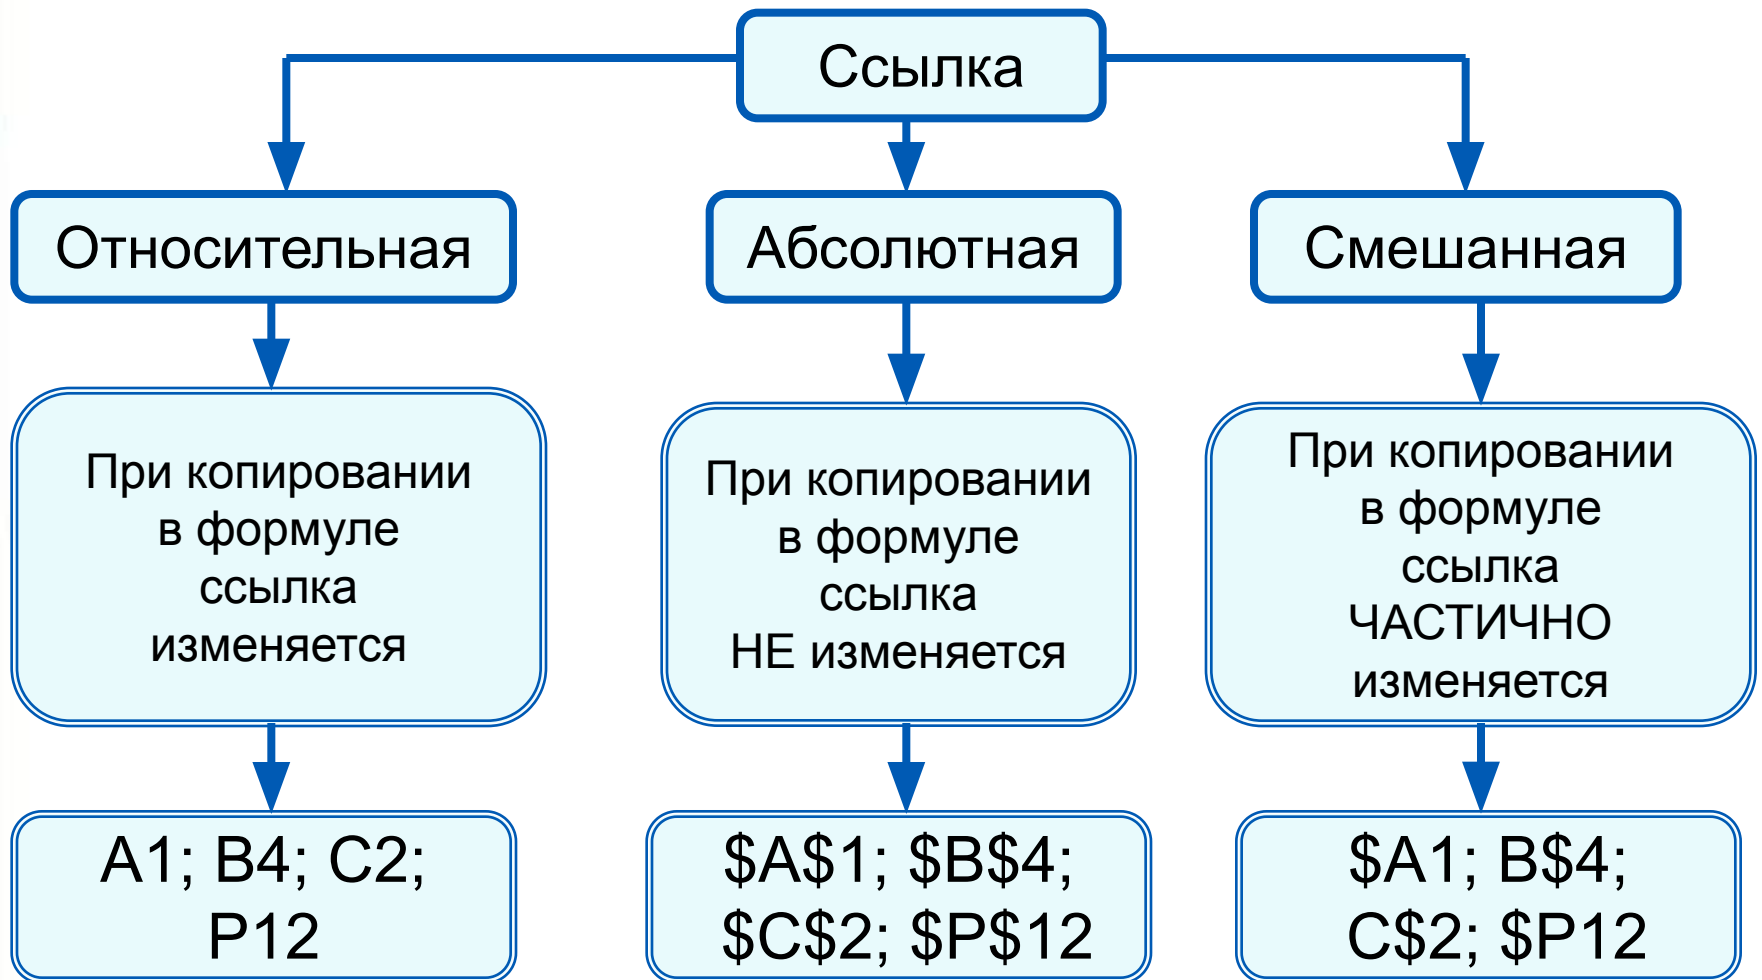 Ссылка
Относительная
Абсолютная
Смешанная
При копировании
в формуле
ссылка
изменяется
При копировании
в формуле
ссылка
НЕ изменяется
При копировании
в формуле
ссылка
ЧАСТИЧНО
изменяется
A1; B4; C2;
P12
$A$1; $B$4;
$C$2; $P$12
$A1; B$4;
C$2; $P12